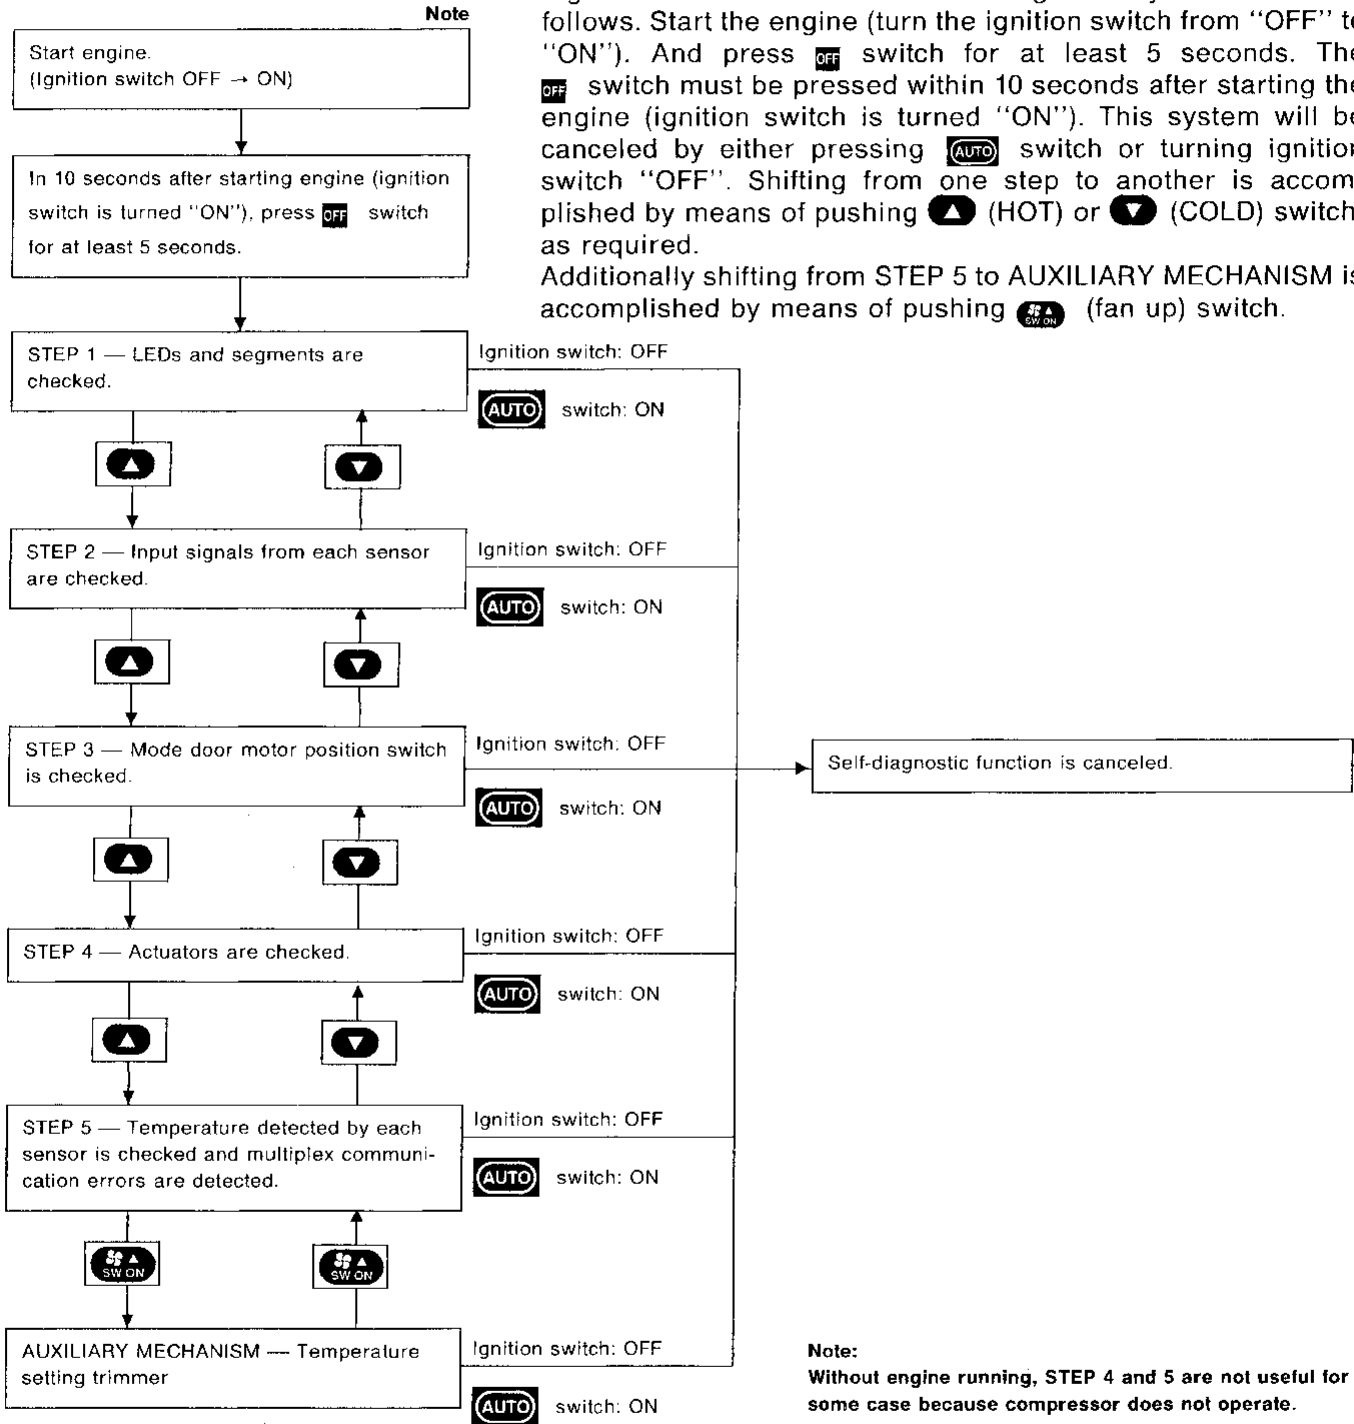 Note
follows. Start the engine (turn the ignition switch from "OFF" to
"ON"). And press OFF switch for at least 5 seconds. The
OFF switch must be pressed within 10 seconds after starting the
engine (ignition switch is turned "ON"). This system will be
canceled by either pressing AUTO switch or turning ignition
switch "OFF". Shifting from one step to another is accom-
plished by means of pushing (HOT) or (COLD) switch,
as required.
Additionally shifting from STEP 5 to AUXILIARY MECHANISM is
accomplished by means of pushing SW ON (fan up) switch.
Start engine.
(Ignition switch OFF → ON)
In 10 seconds after starting engine (ignition
switch is turned "ON"), press OFF switch
for at least 5 seconds.
STEP 1 — LEDs and segments are
checked.
Ignition switch: OFF
AUTO switch: ON
STEP 2 — Input signals from each sensor
are checked.
Ignition switch: OFF
AUTO switch: ON
STEP 3 — Mode door motor position switch
is checked.
Ignition switch: OFF
AUTO switch: ON
Self-diagnostic function is canceled.
STEP 4 — Actuators are checked.
Ignition switch: OFF
AUTO switch: ON
STEP 5 — Temperature detected by each
sensor is checked and multiplex communi-
cation errors are detected.
Ignition switch: OFF
AUTO switch: ON
SW ON
SW ON
AUXILIARY MECHANISM — Temperature
setting trimmer
Ignition switch: OFF
AUTO switch: ON
Note:
Without engine running, STEP 4 and 5 are not useful for
some case because compressor does not operate.